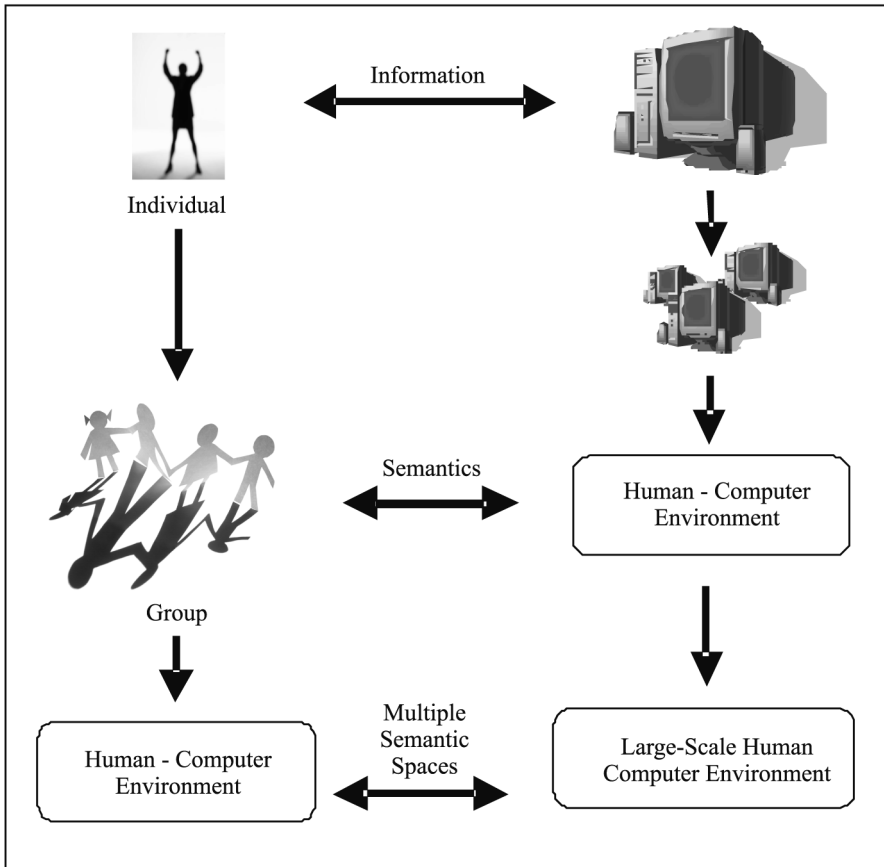 Information
Individual
Semantics
Human - Computer
Environment
Group
Multiple
Semantic
Spaces
Human - Computer
Environment
Large-Scale Human
Computer Environment